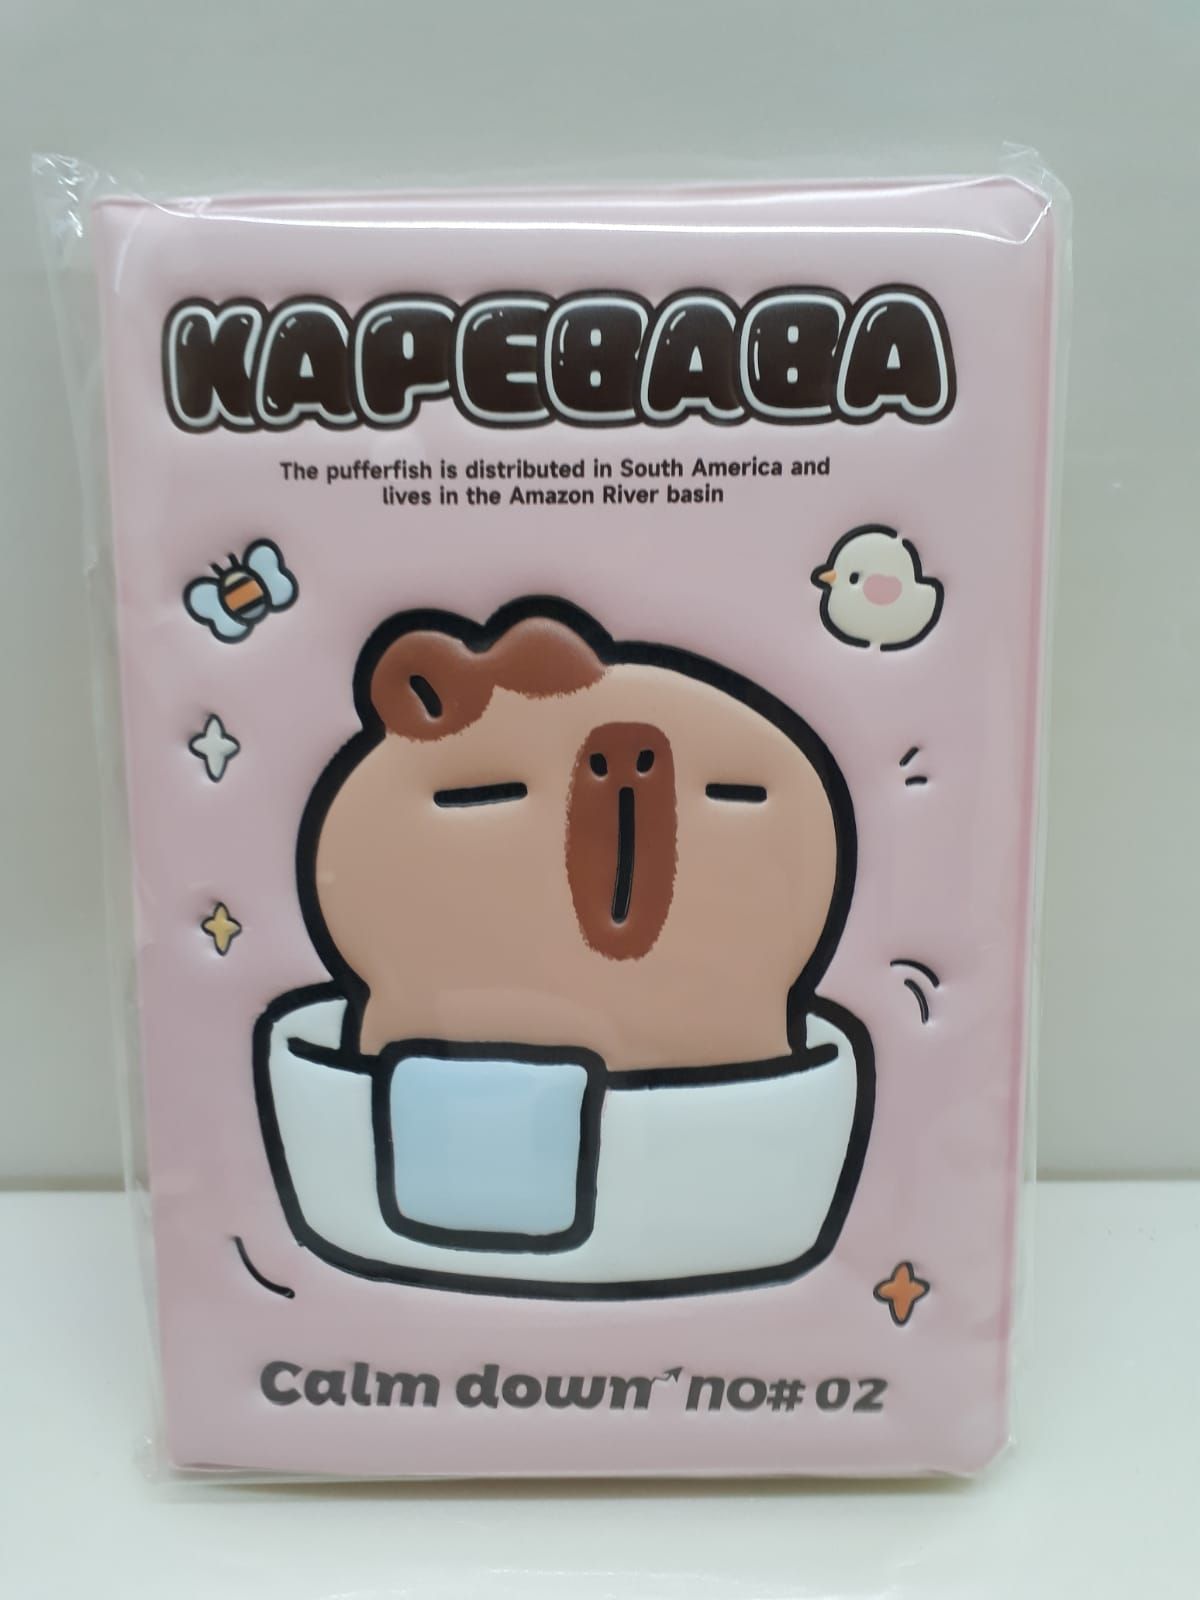 KAPEBABA
The pufferfish is distributed in South America and
lives in the Amazon River basin
Calm down no# 02